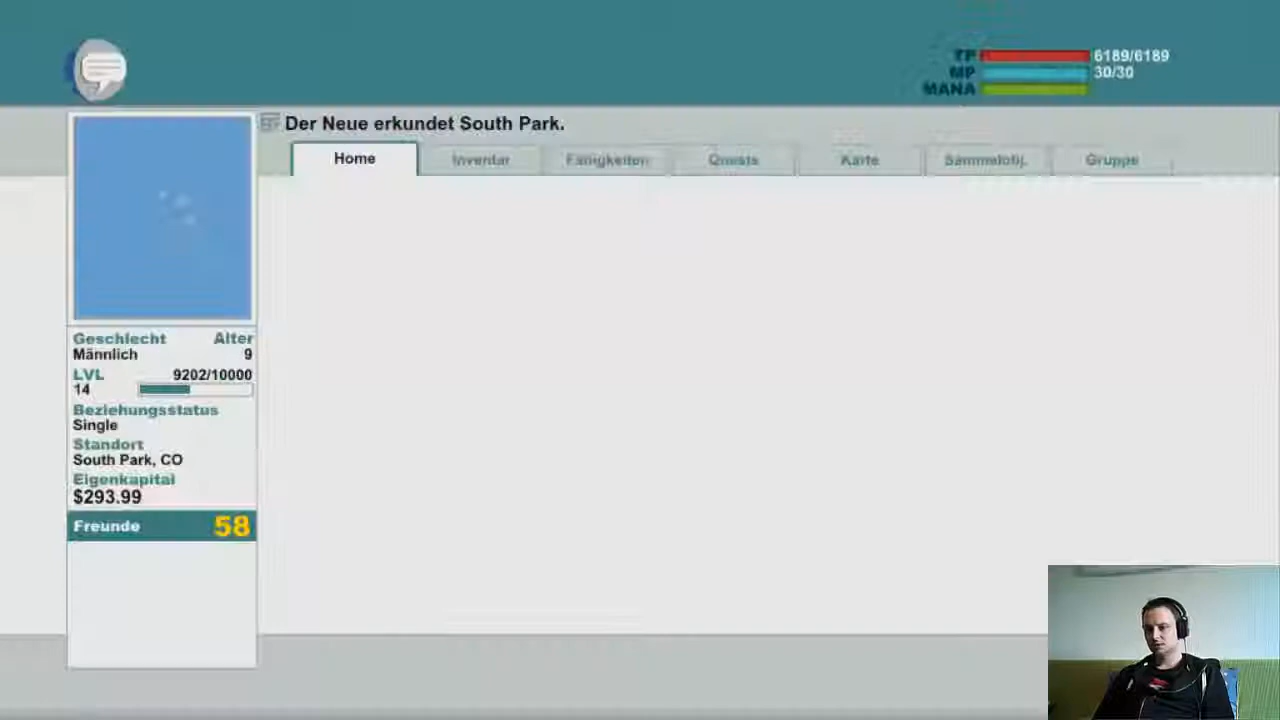 TP 6189/6189
MP 30/30
MANA
Der Neue erkundet South Park.
Home Inventar Fähigkeiten Quests Karte Sammelobj. Gruppe
Geschlecht Alter
Männlich 9
LVL 9202/10000
14
Beziehungsstatus
Single
Standort
South Park, CO
Eigenkapital
$293.99
Freunde 58